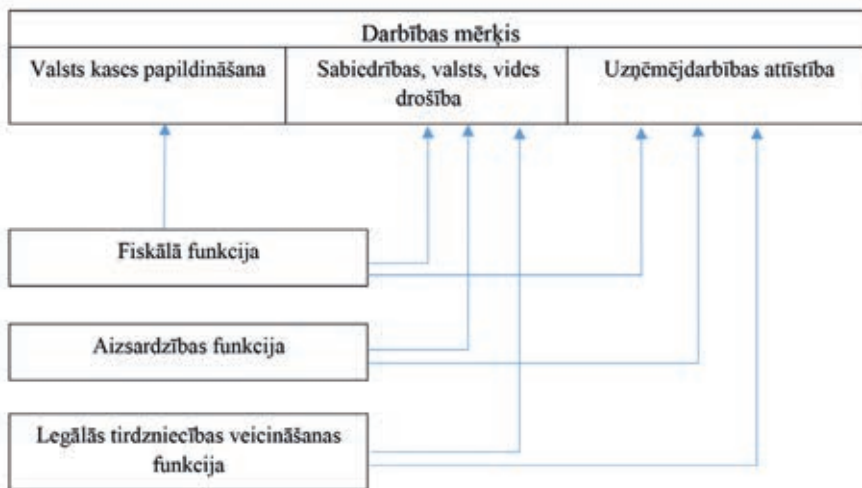 Darbības mērķis
Valsts kases papildināšana
Sabiedrības, valsts, vides
drošība
Uzņēmējdarbības attīstība
Fiskālā funkcija
Aizsardzības funkcija
Legālās tirdzniecības veicināšanas
funkcija